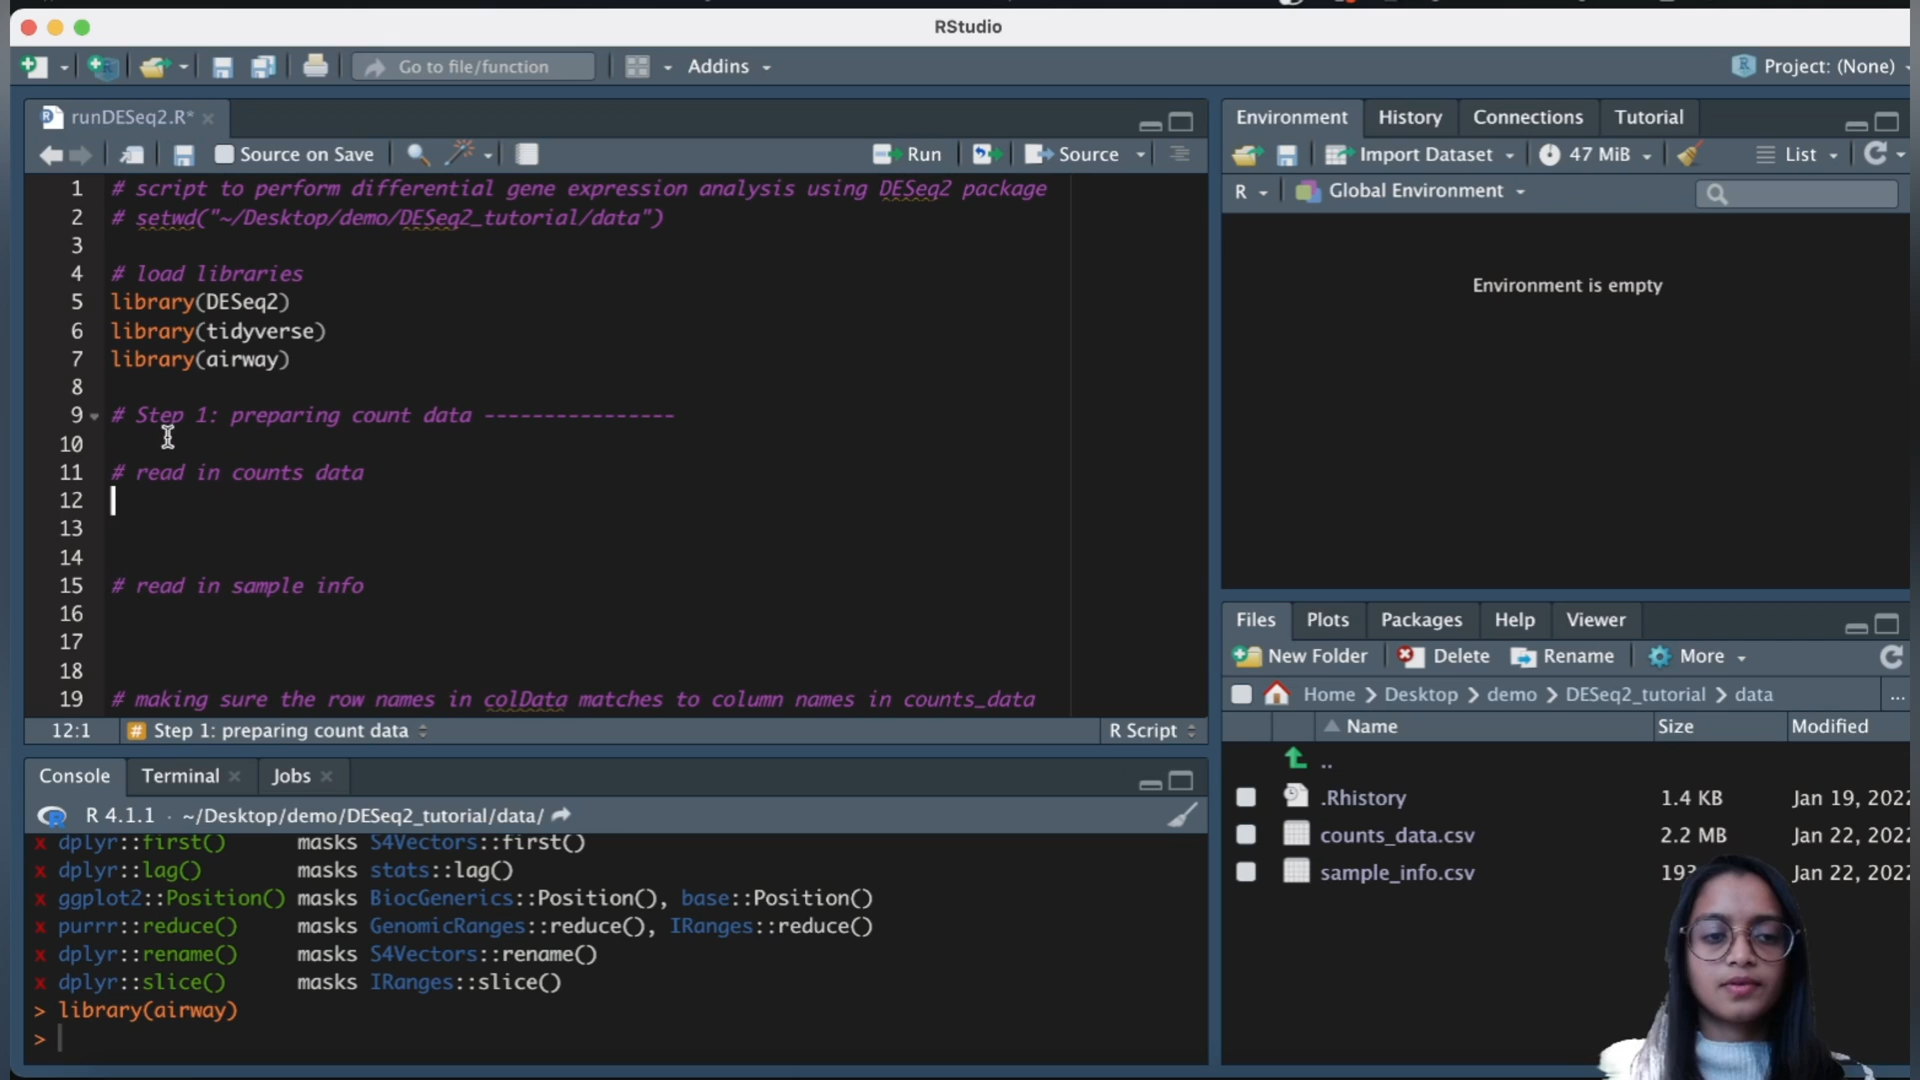 RStudio
Go to file/function
Addins
Project: (None)
runDESeq2.R*
Source on Save
Run
Source
1 # script to perform differential gene expression analysis using DESeq2 package
2 # setwd("~/Desktop/demo/DESeq2_tutorial/data")
3
4 # load libraries
5 library(DESeq2)
6 library(tidyverse)
7 library(airway)
8
9 # Step 1: preparing count data ----------------
10
11 # read in counts data
12
13
14
15 # read in sample info
16
17
18
19 # making sure the row names in colData matches to column names in counts_data
12:1 # Step 1: preparing count data R Script
Console Terminal Jobs
R 4.1.1 · ~/Desktop/demo/DESeq2_tutorial/data/
x dplyr::first() masks S4Vectors::first()
x dplyr::lag() masks stats::lag()
x ggplot2::Position() masks BiocGenerics::Position(), base::Position()
x purrr::reduce() masks GenomicRanges::reduce(), IRanges::reduce()
x dplyr::rename() masks S4Vectors::rename()
x dplyr::slice() masks IRanges::slice()
> library(airway)
>
Environment History Connections Tutorial
Import Dataset 47 MiB List
R Global Environment
Environment is empty
Files Plots Packages Help Viewer
New Folder Delete Rename More
Home > Desktop > demo > DESeq2_tutorial > data ...
Name Size Modified
..
.Rhistory 1.4 KB Jan 19, 2022
counts_data.csv 2.2 MB Jan 22, 2022
sample_info.csv 193 Jan 22, 2022